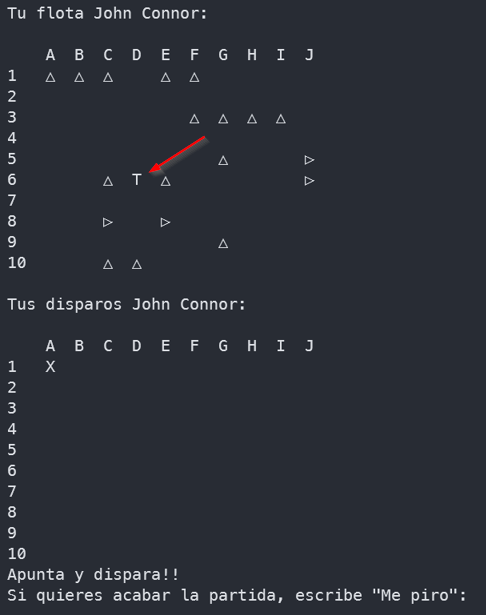 Tu flota John Connor:
    A  B  C  D  E  F  G  H  I  J
1   △  △  △     △  △
2
3                  △  △  △  △
4
5                     △        ▷
6         △  T  △              ▷
7
8         ▷     ▷
9                     △
10        △  △
Tus disparos John Connor:
    A  B  C  D  E  F  G  H  I  J
1   X
2
3
4
5
6
7
8
9
10
Apunta y dispara!!
Si quieres acabar la partida, escribe "Me piro":